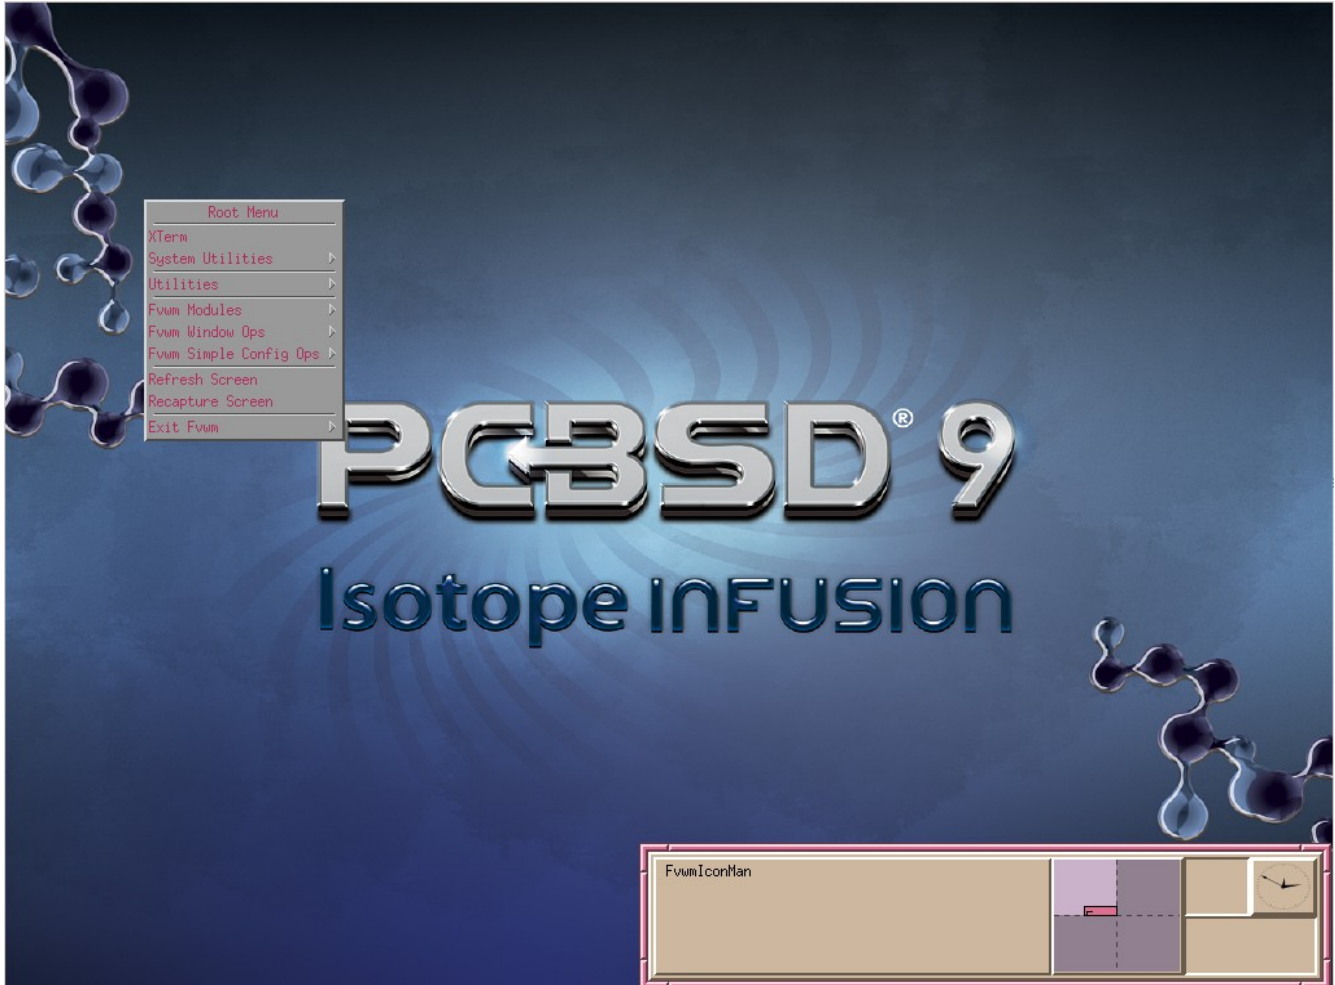 Root Menu
XTerm
System Utilities
Utilities
Fvwm Modules
Fvwm Window Ops
Fvwm Simple Config Ops
Refresh Screen
Recapture Screen
Exit Fvwm
PCBSD® 9
Isotope INFUSION
FvwmIconMan
F